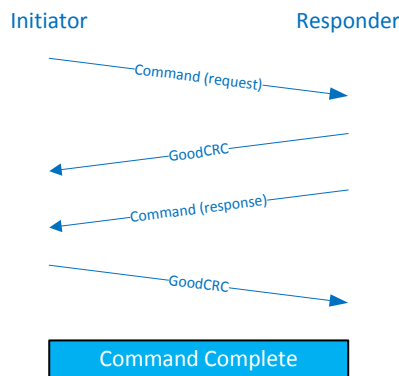 Initiator
Responder
Command (request)
GoodCRC
Command (response)
GoodCRC
Command Complete